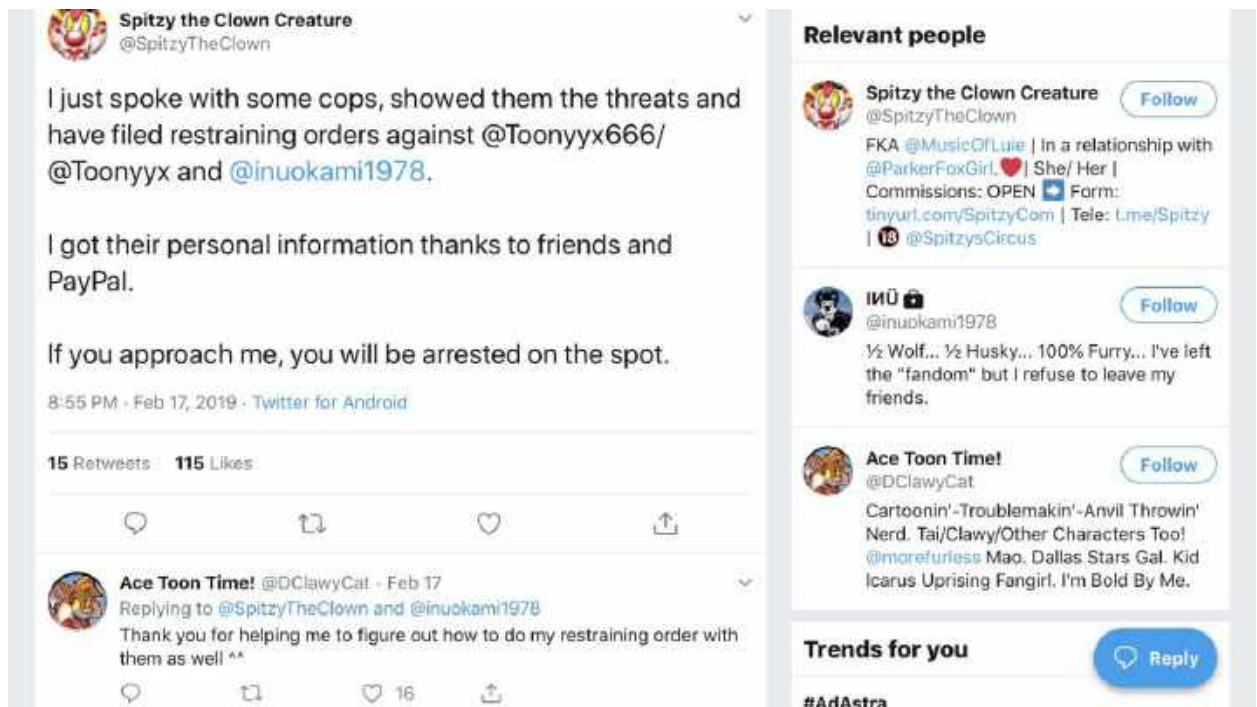 Spitzy the Clown Creature
@SpitzyTheClown
I just spoke with some cops, showed them the threats and
have filed restraining orders against @Toonyyx666/
@Toonyyx and @inuokami1978.
I got their personal information thanks to friends and
PayPal.
If you approach me, you will be arrested on the spot.
8:55 PM - Feb 17, 2019 - Twitter for Android
15 Retweets 115 Likes
Ace Toon Time! @DClawyCat - Feb 17
Replying to @SpitzyTheClown and @inuokami1978
Thank you for helping me to figure out how to do my restraining order with
them as well ^^
16
Relevant people
Spitzy the Clown Creature
Follow
@SpitzyTheClown
FKA @MusicOfLuie | In a relationship with
@ParkerFoxGirl.❤️| She/ Her |
Commissions: OPEN ➡️ Form:
tinyurl.com/SpitzyCom | Tele: t.me/Spitzy
| 🔞 @SpitzysCircus
IИÜ
Follow
@inuokami1978
½ Wolf... ½ Husky... 100% Furry... I've left
the "fandom" but I refuse to leave my
friends.
Ace Toon Time!
Follow
@DClawyCat
Cartoonin'-Troublemakin'-Anvil Throwin'
Nerd. Tai/Clawy/Other Characters Too!
@morefurless Mao. Dallas Stars Gal. Kid
Icarus Uprising Fangirl. I'm Bold By Me.
Trends for you
Reply
#AdAstra